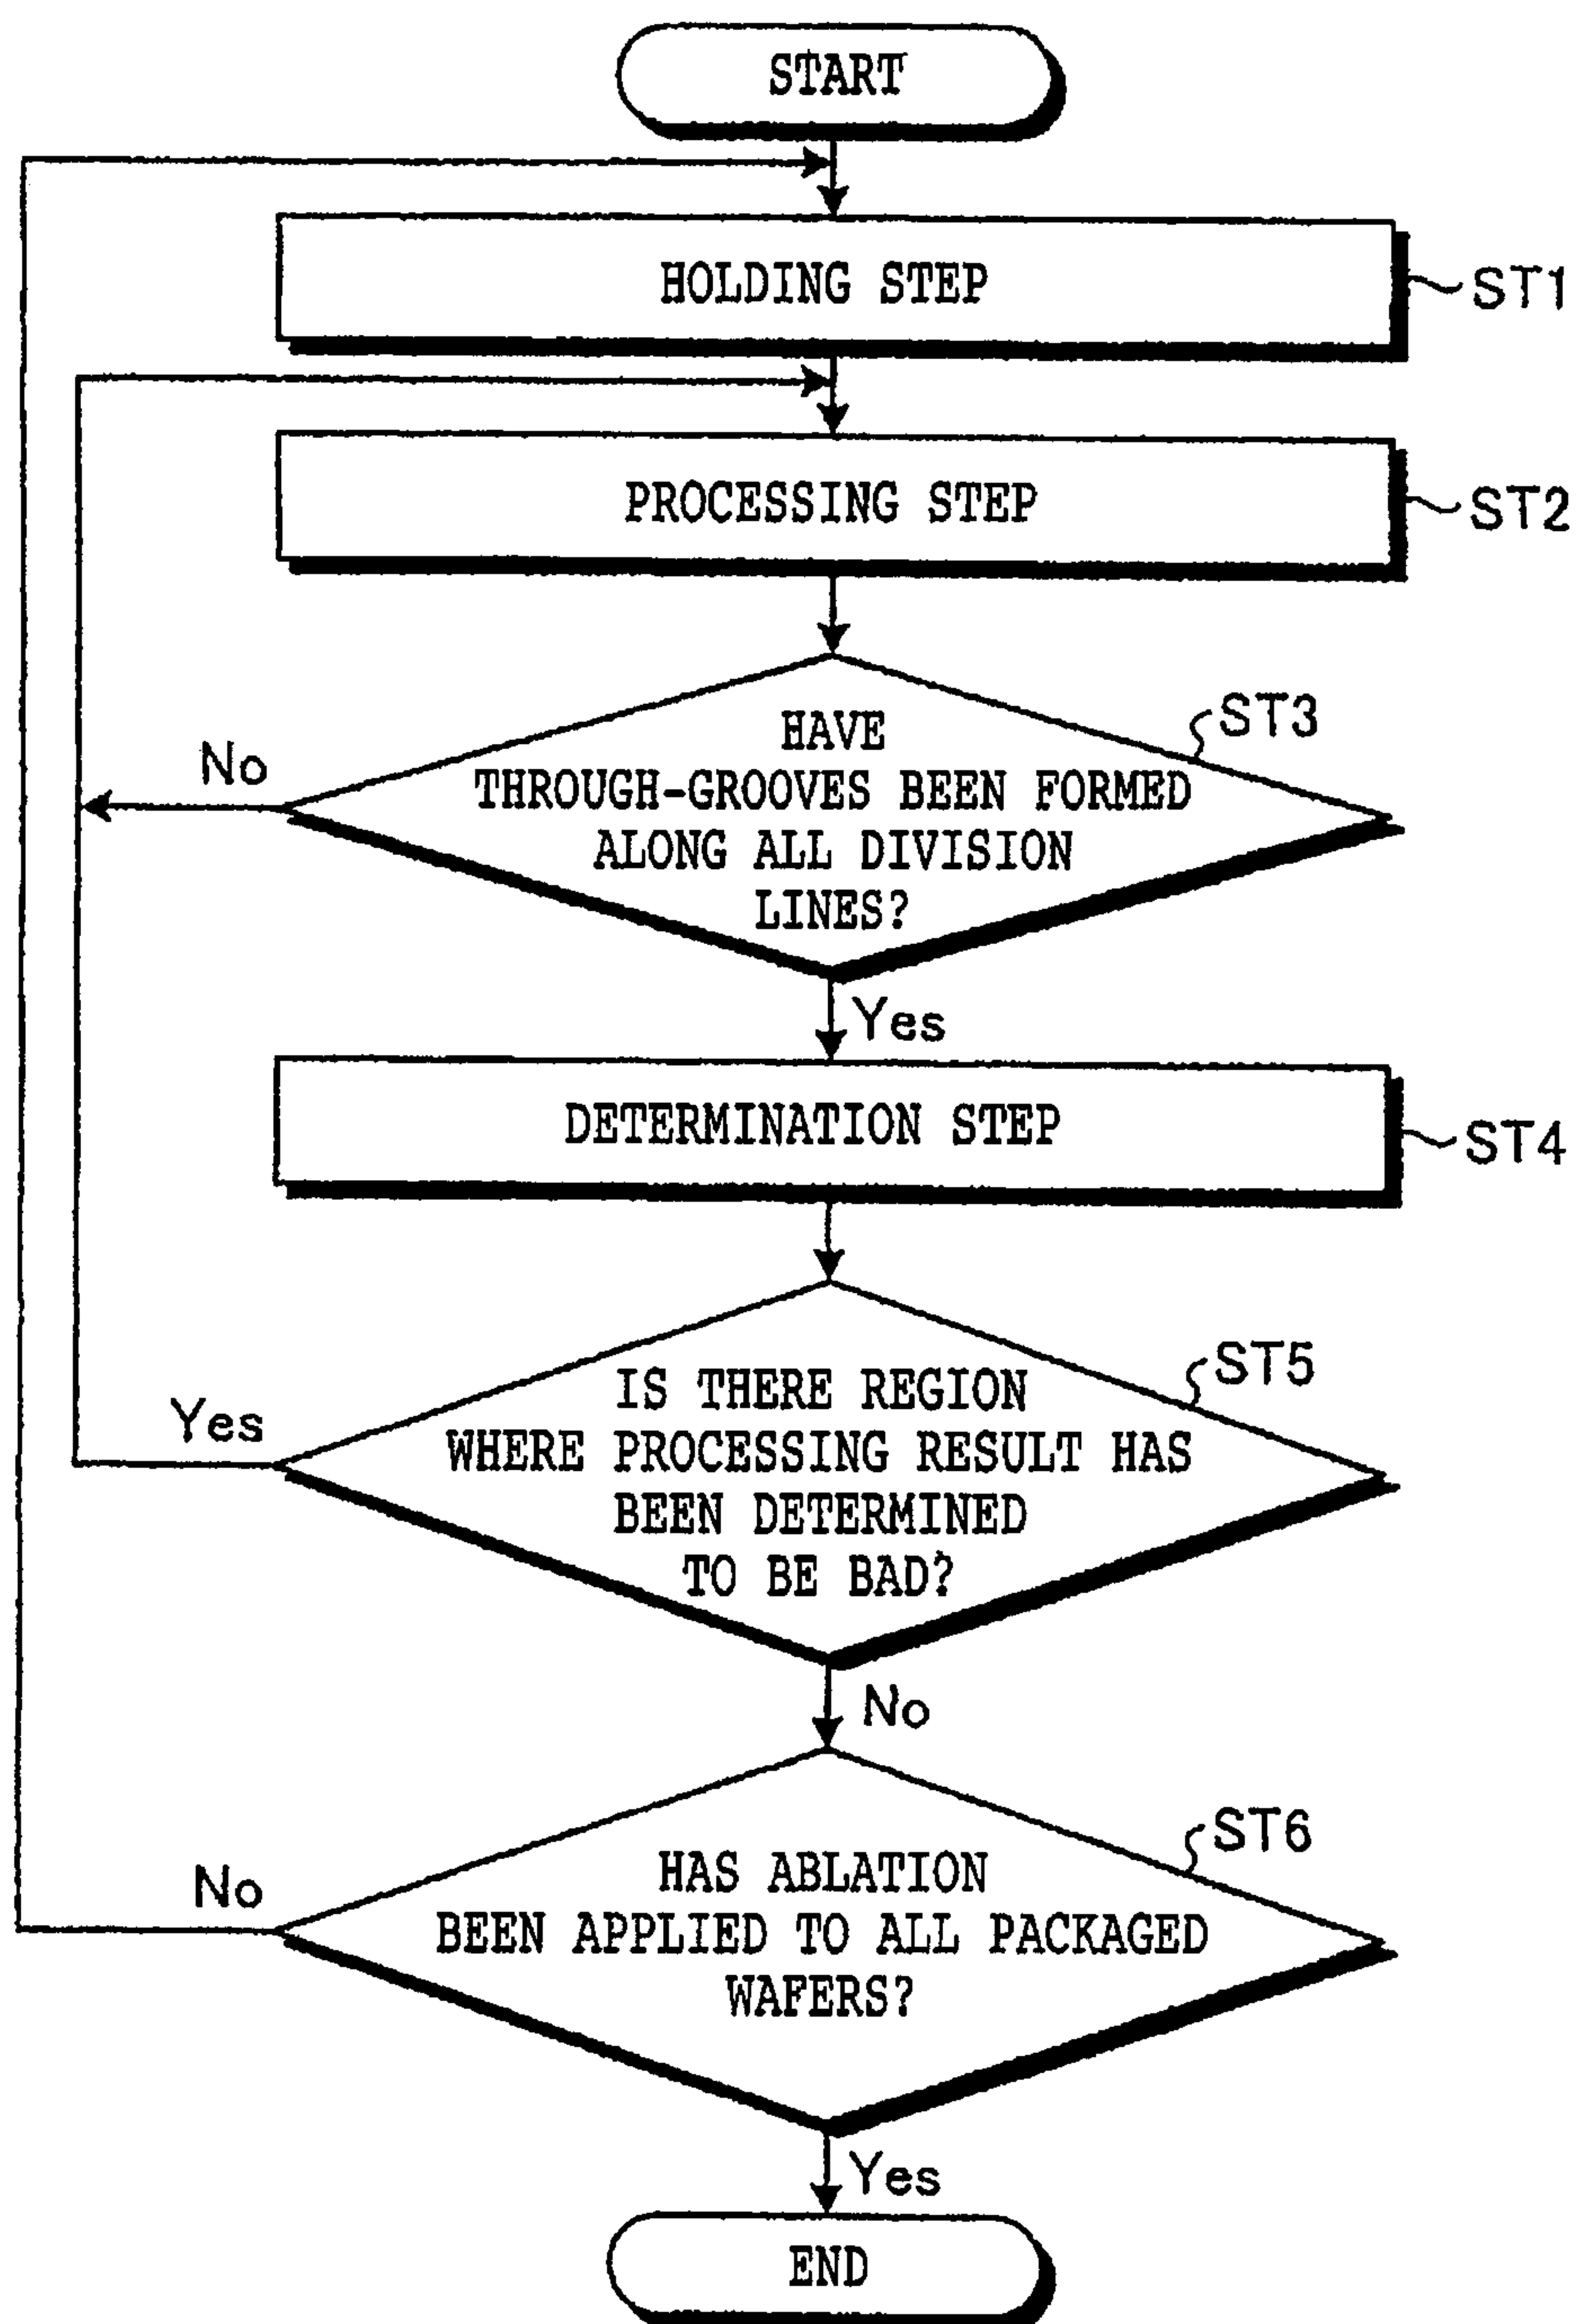 START
HOLDING STEP
ST1
PROCESSING STEP
ST2
HAVE
THROUGH-GROOVES BEEN FORMED
ALONG ALL DIVISION
LINES?
ST3
No
Yes
DETERMINATION STEP
ST4
IS THERE REGION
WHERE PROCESSING RESULT HAS
BEEN DETERMINED
TO BE BAD?
ST5
Yes
No
HAS ABLATION
BEEN APPLIED TO ALL PACKAGED
WAFERS?
ST6
No
Yes
END